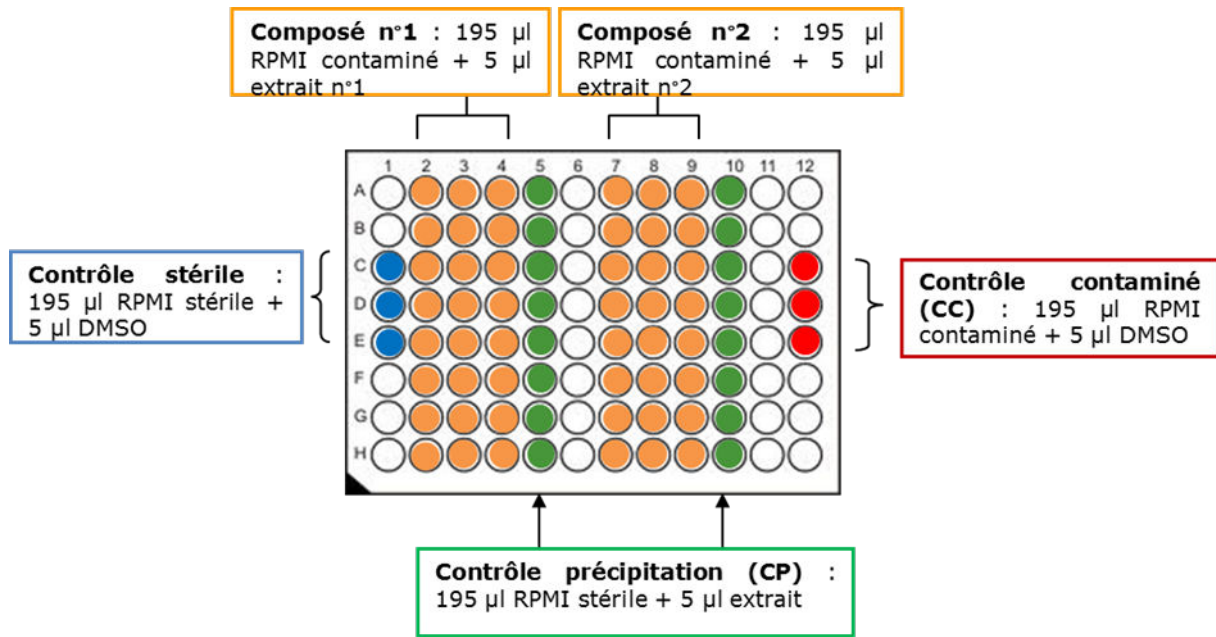 Composé n°1 : 195 µl
RPMI contaminé + 5 µl
extrait n°1
Composé n°2 : 195 µl
RPMI contaminé + 5 µl
extrait n°2
1 2 3 4 5 6 7 8 9 10 11 12
A
B
C
D
E
F
G
H
Contrôle stérile :
195 µl RPMI stérile +
5 µl DMSO
Contrôle contaminé
(CC) : 195 µl RPMI
contaminé + 5 µl DMSO
Contrôle précipitation (CP) :
195 µl RPMI stérile + 5 µl extrait